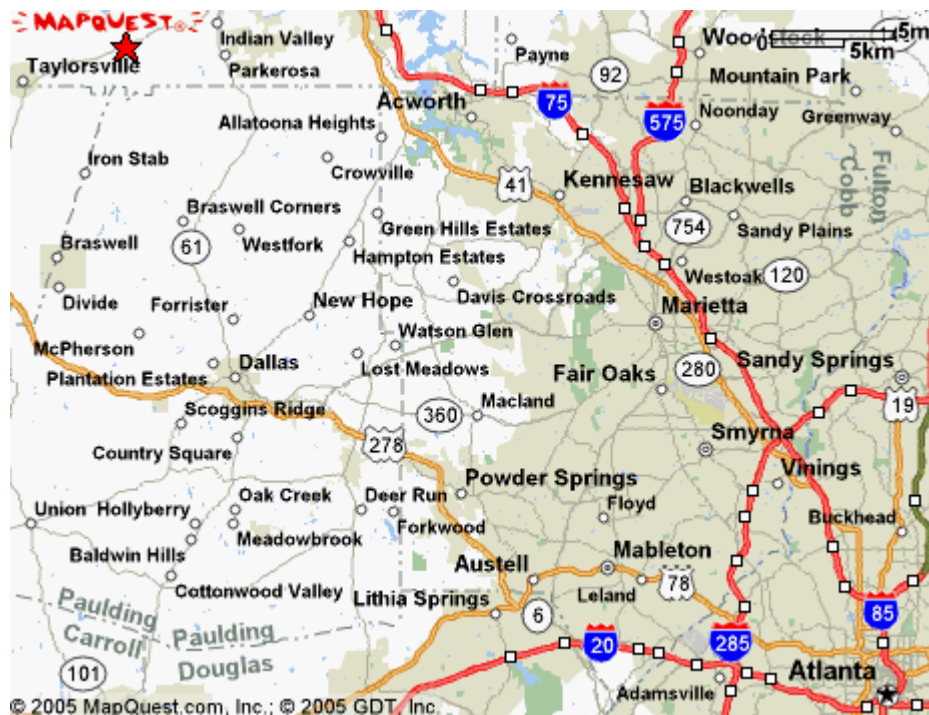 MAPQUEST
Indian Valley
Payne
Woodstock
0
5m
5km
Taylorsville
Parkerosa
92
Mountain Park
Acworth
75
575
Noonday
Greenway
Allatoona Heights
Iron Stab
Crowville
41
Kennesaw
Blackwells
Cobb
Fulton
Braswell Corners
Green Hills Estates
754
Sandy Plains
Braswell
61
Westfork
Hampton Estates
Westoak
120
Divide
Forrister
New Hope
Davis Crossroads
Marietta
McPherson
Watson Glen
Dallas
Lost Meadows
Fair Oaks
280
Sandy Springs
Plantation Estates
Scoggins Ridge
360
Macland
19
Country Square
278
Smyrna
Powder Springs
Vinings
Union
Hollyberry
Oak Creek
Deer Run
Floyd
Buckhead
Meadowbrook
Forkwood
Baldwin Hills
Austell
Mableton
Cottonwood Valley
Lithia Springs
Leland
78
Paulding
6
85
Carroll
Paulding
Douglas
20
285
101
Adamsville
Atlanta
© 2005 MapQuest.com, Inc.; © 2005 GDT, Inc.